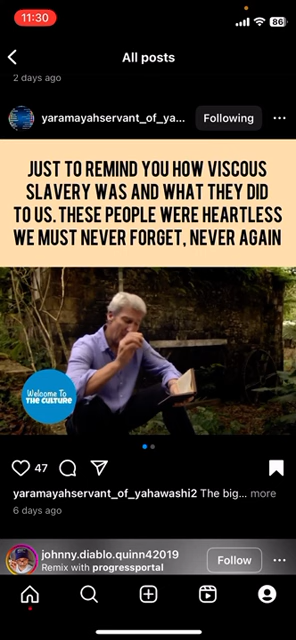 11:30
86
All posts
2 days ago
yaramayahservant_of_ya...
Following
JUST TO REMIND YOU HOW VISCOUS
SLAVERY WAS AND WHAT THEY DID
TO US. THESE PEOPLE WERE HEARTLESS
WE MUST NEVER FORGET, NEVER AGAIN
Welcome To
THE CULTURE
47
yaramayahservant_of_yahawashi2 The big... more
6 days ago
johnny.diablo.quinn42019
Remix with progressportal
Follow